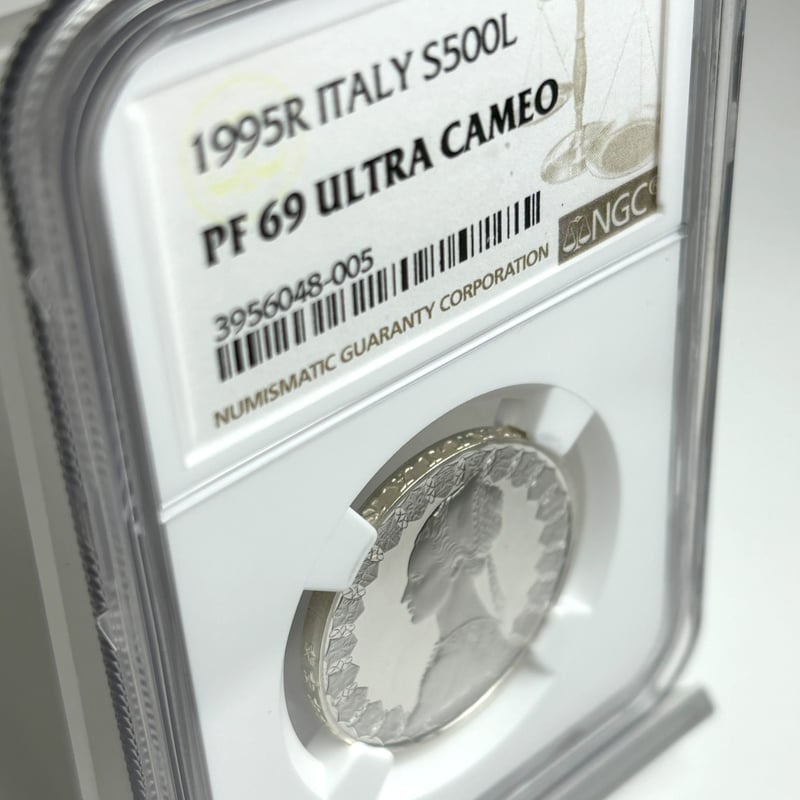 1995R ITALY S500L
PF 69 ULTRA CAMEO
3956048-005
NGC
NUMISMATIC GUARANTY CORPORATION